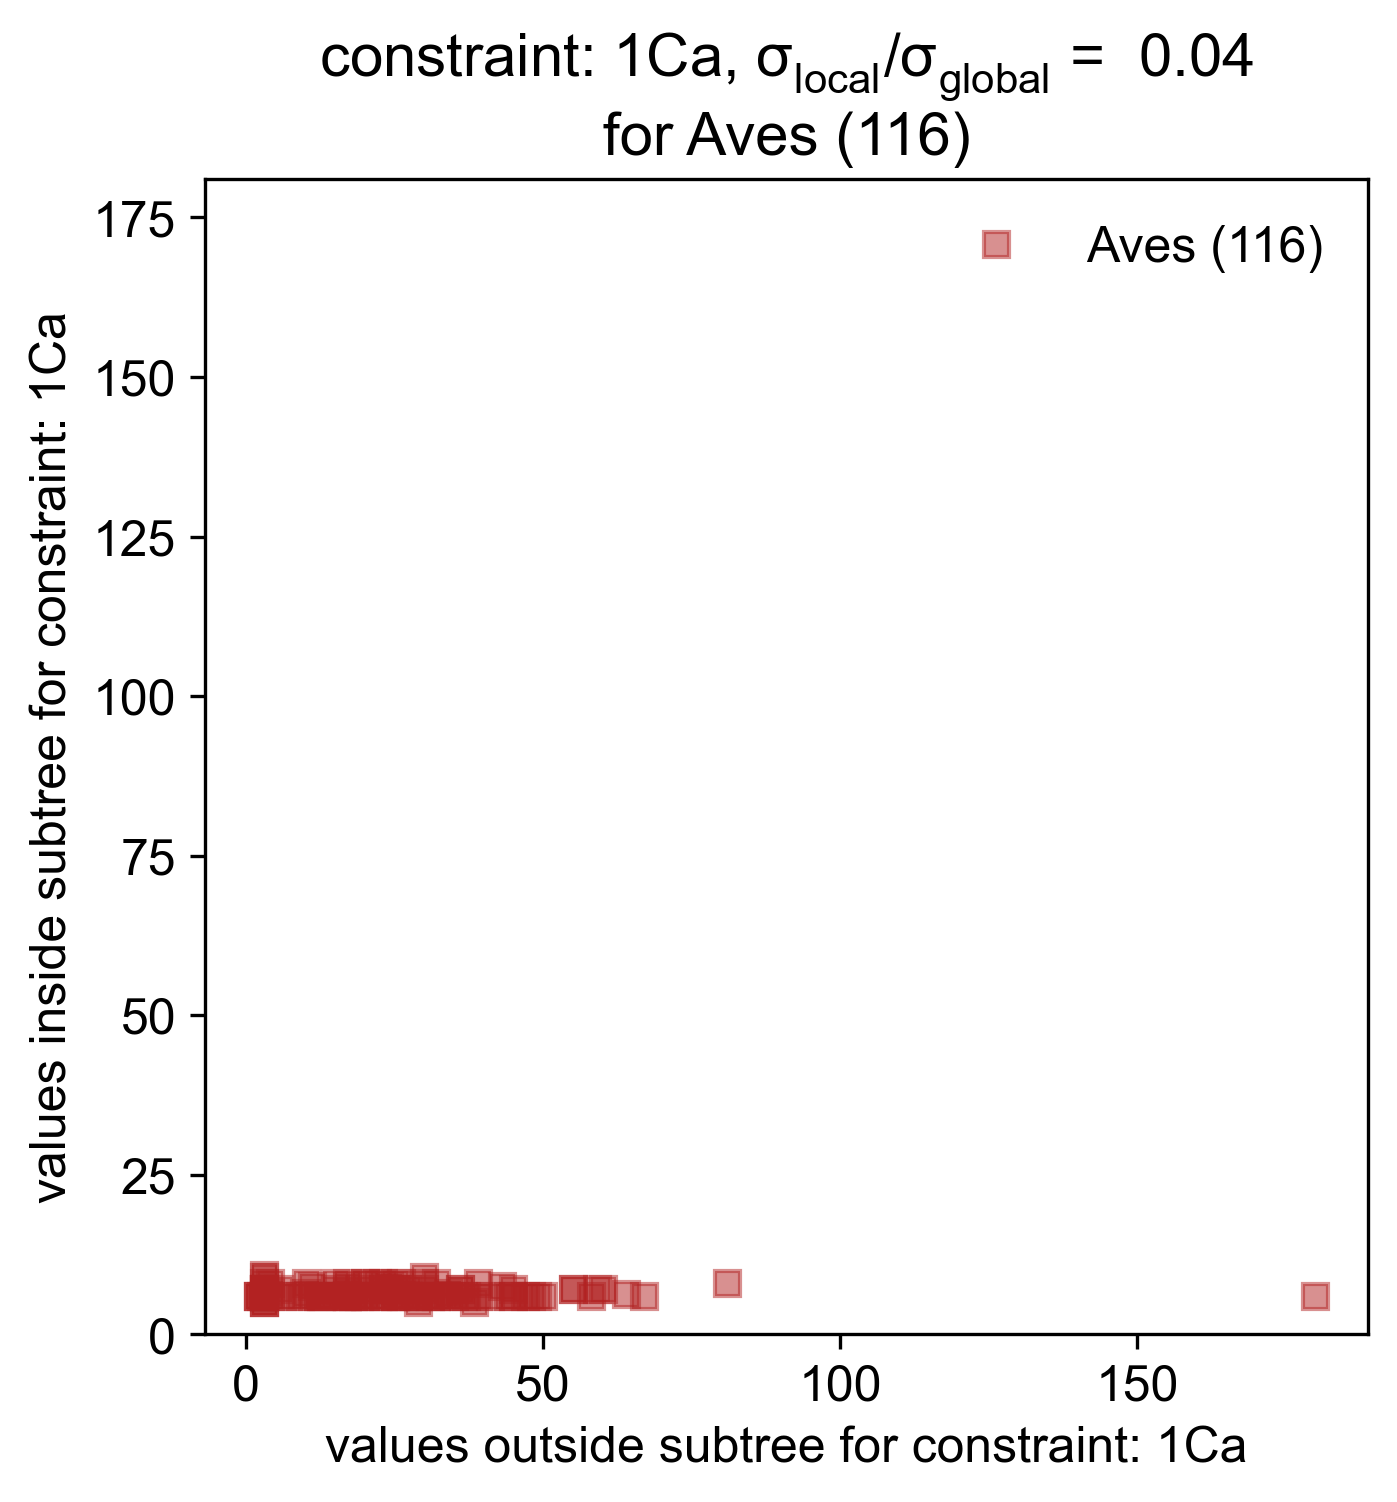 constraint: 1Ca, σlocal/σglobal = 0.04
for Aves (116)
Aves (116)
values inside subtree for constraint: 1Ca
175
150
125
100
75
50
25
0
0 50 100 150
values outside subtree for constraint: 1Ca